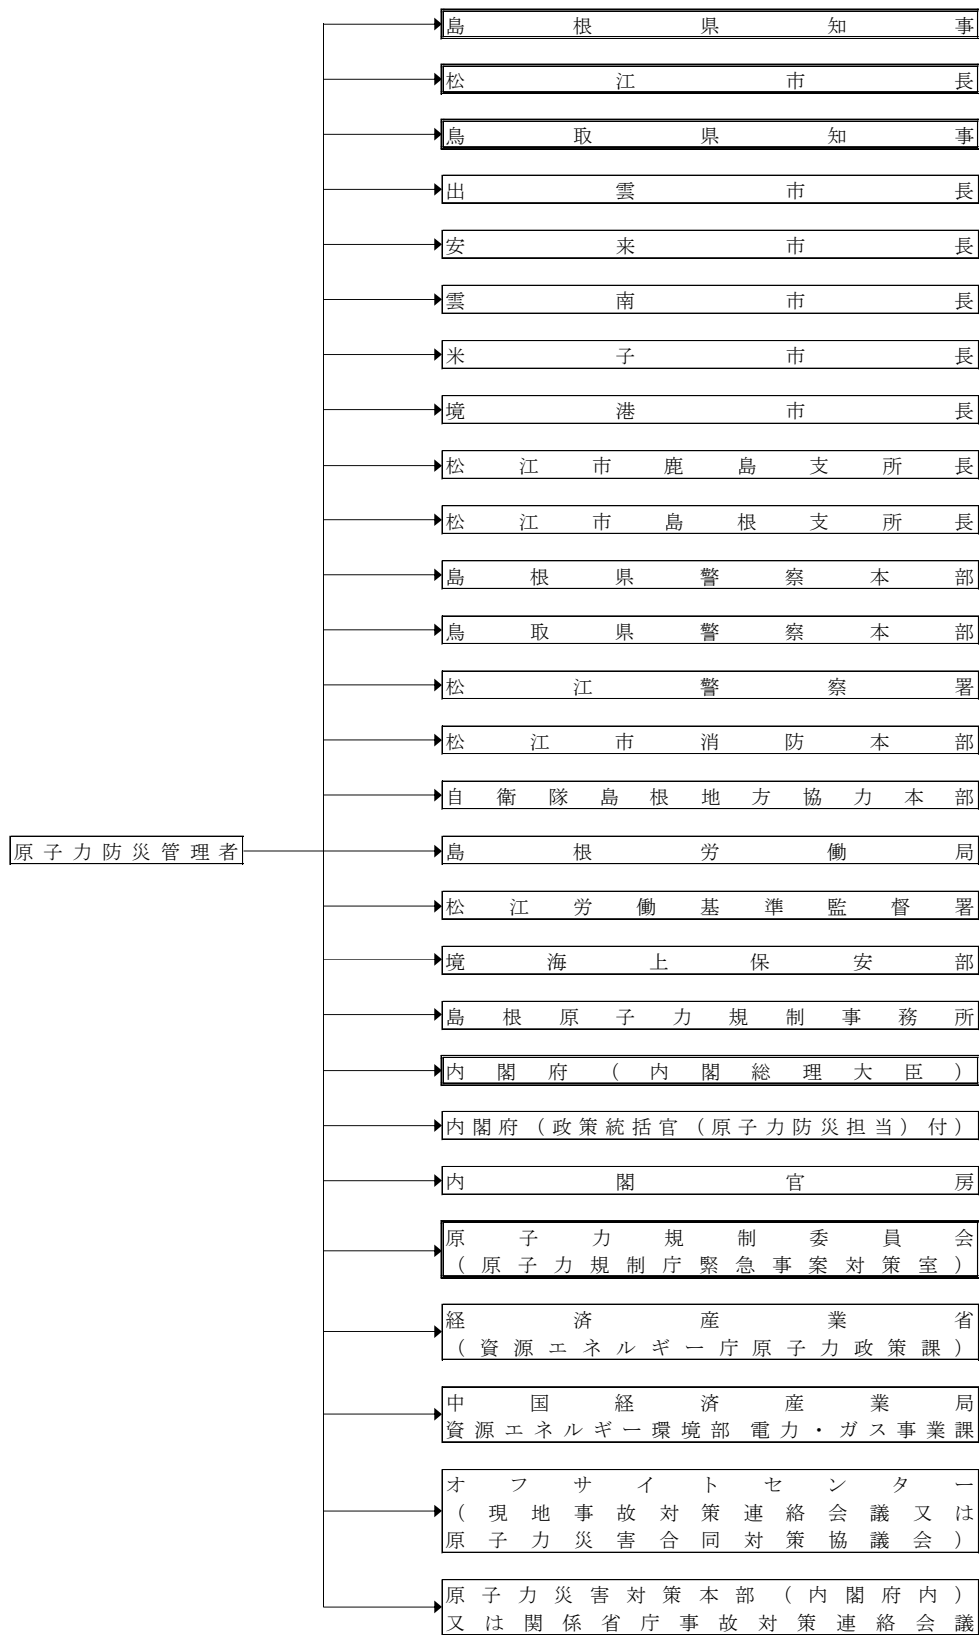 島根県知事
松江市長
鳥取県知事
出雲市長
安来市長
雲南市長
米子市長
境港市長
松江市鹿島支所長
松江市島根支所長
島根県警察本部
鳥取県警察本部
松江警察署
松江市消防本部
自衛隊島根地方協力本部
原子力防災管理者
島根労働局
松江労働基準監督署
境海上保安部
島根原子力規制事務所
内閣府(内閣総理大臣)
内閣府(政策統括官(原子力防災担当)付)
内閣官房
原子力規制委員会
(原子力規制庁緊急事案対策室)
経済産業省
(資源エネルギー庁原子力政策課)
中国経済産業局
資源エネルギー環境部 電力・ガス事業課
オフサイトセンター
(現地事故対策連絡会議又は
原子力災害合同対策協議会)
原子力災害対策本部(内閣府内)
又は関係省庁事故対策連絡会議